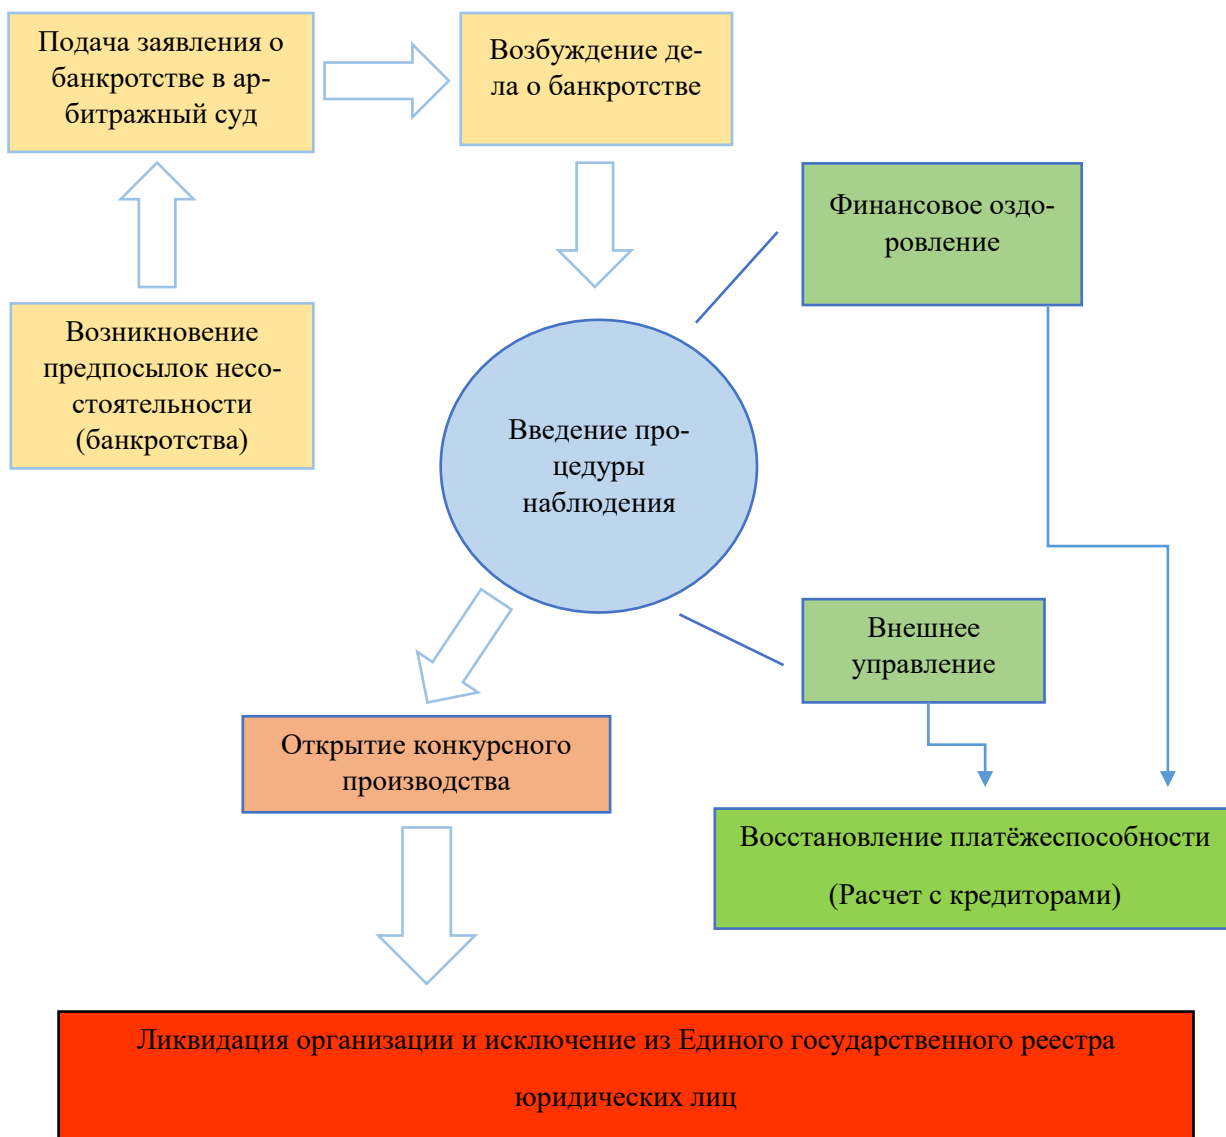 Подача заявления о
банкротстве в ар-
битражный суд
Возбуждение де-
ла о банкротстве
Финансовое оздо-
ровление
Возникновение
предпосылок несо-
стоятельности
(банкротства)
Введение про-
цедуры
наблюдения
Внешнее
управление
Открытие конкурсного
производства
Восстановление платёжеспособности
(Расчет с кредиторами)
Ликвидация организации и исключение из Единого государственного реестра
юридических лиц